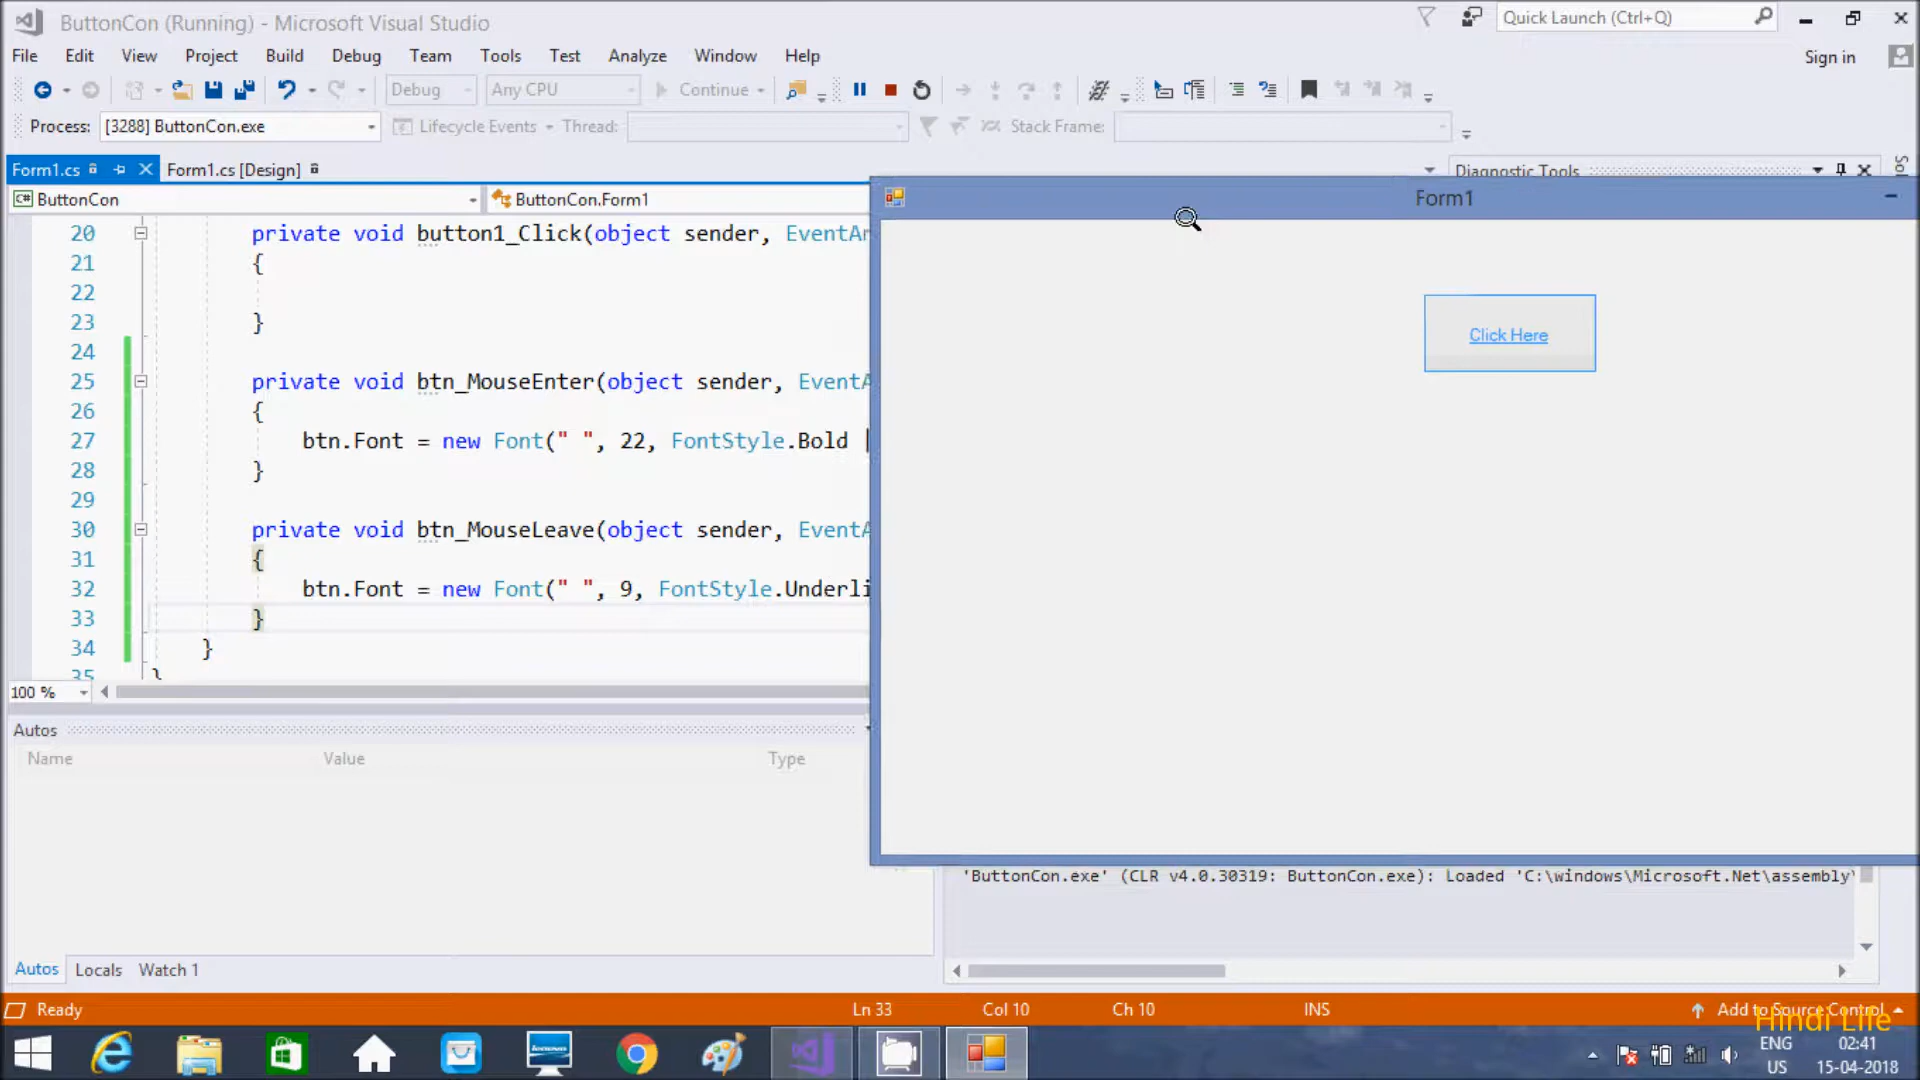 ButtonCon (Running) - Microsoft Visual Studio
Quick Launch (Ctrl+Q)
File Edit View Project Build Debug Team Tools Test Analyze Window Help
Sign in
Debug Any CPU Continue
Process: [3288] ButtonCon.exe Lifecycle Events Thread: Stack Frame:
Form1.cs Form1.cs [Design]
Diagnostic Tools
ButtonCon ButtonCon.Form1
Form1
20 private void button1_Click(object sender, EventAr
21 {
22
23 }
24
25 private void btn_MouseEnter(object sender, EventA
26 {
27 btn.Font = new Font(" ", 22, FontStyle.Bold |
28 }
29
30 private void btn_MouseLeave(object sender, EventA
31 {
32 btn.Font = new Font(" ", 9, FontStyle.Underli
33 }
34 }
35 }
Click Here
100 %
Autos
Name Value Type
'ButtonCon.exe' (CLR v4.0.30319: ButtonCon.exe): Loaded 'C:\windows\Microsoft.Net\assembly\
Autos Locals Watch 1
Ready Ln 33 Col 10 Ch 10 INS Add to Source Control
Hindi Life
ENG 02:41
US 15-04-2018